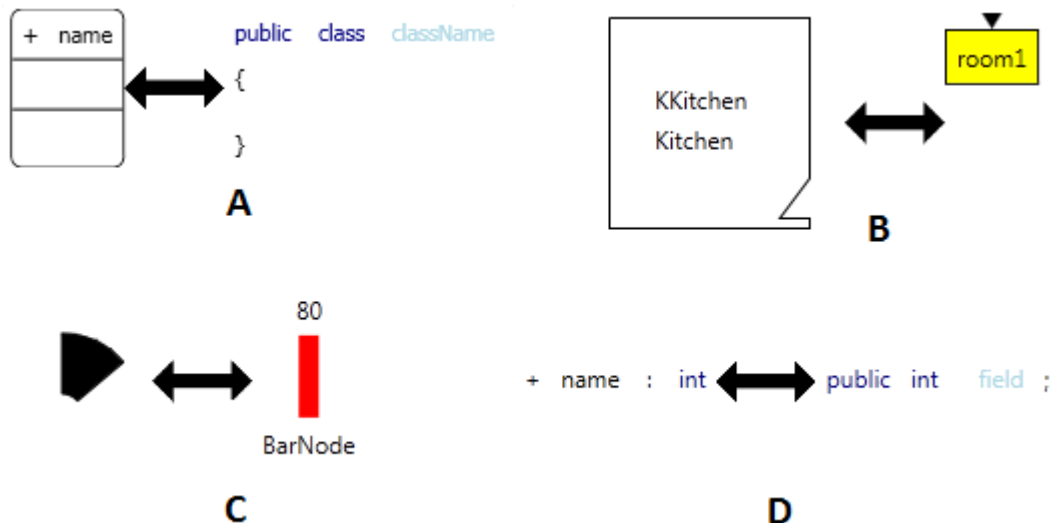 + name
public class className
{
}
A
KKitchen
Kitchen
room1
B
80
BarNode
C
+ name : int
public int field ;
D